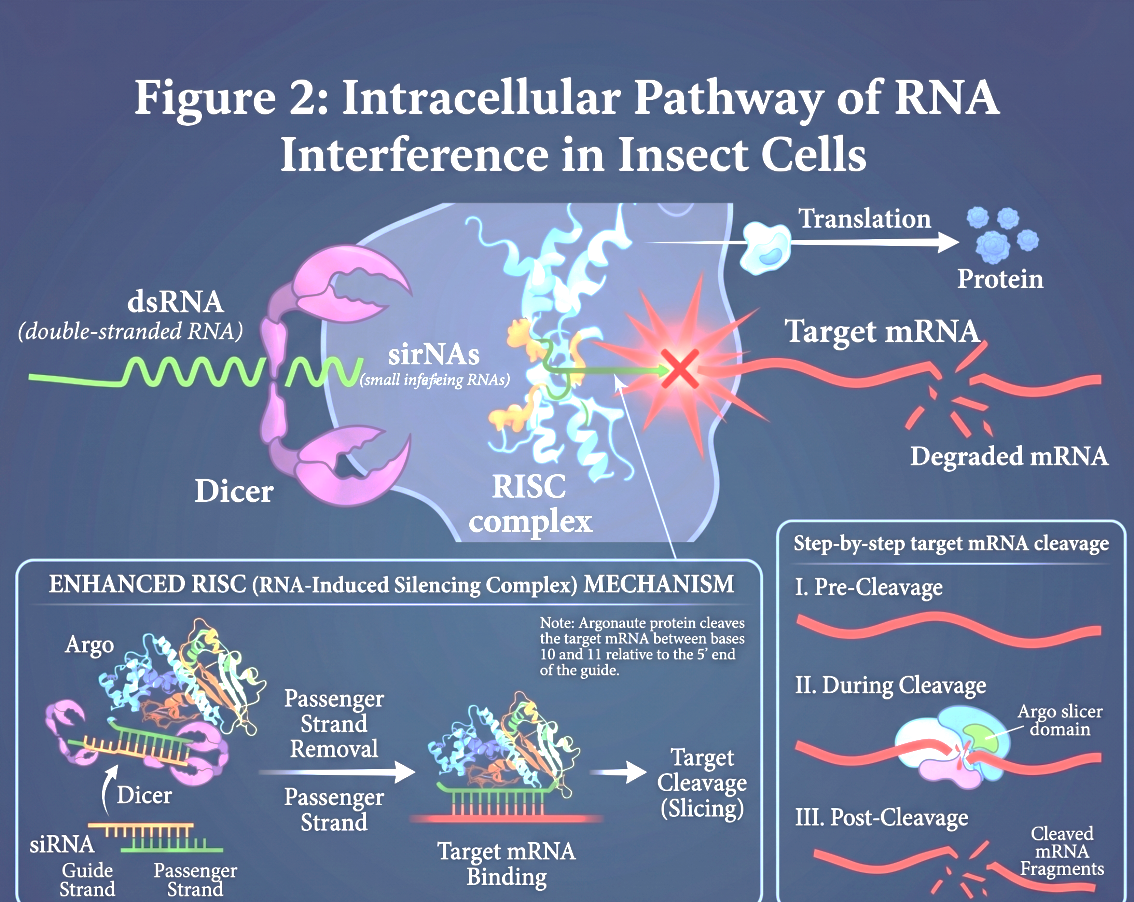 Figure 2: Intracellular Pathway of RNA
Interference in Insect Cells
Translation
Protein
dsRNA
(double-stranded RNA)
sirNAs
(small infąfęing RNAs)
Target mRNA
Degraded mRNA
Dicer
RISC
complex
ENHANCED RISC (RNA-Induced Silencing Complex) MECHANISM
Note: Argonaute protein cleaves
the target mRNA between bases
10 and 11 relative to the 5' end
of the guide.
Argo
Dicer
siRNA
Guide
Strand
Passenger
Strand
Passenger
Strand
Removal
Passenger
Strand
Target mRNA
Binding
Target
Cleavage
(Slicing)
Step-by-step target mRNA cleavage
I. Pre-Cleavage
II. During Cleavage
Argo slicer
domain
III. Post-Cleavage
Cleaved
mRNA
Fragments